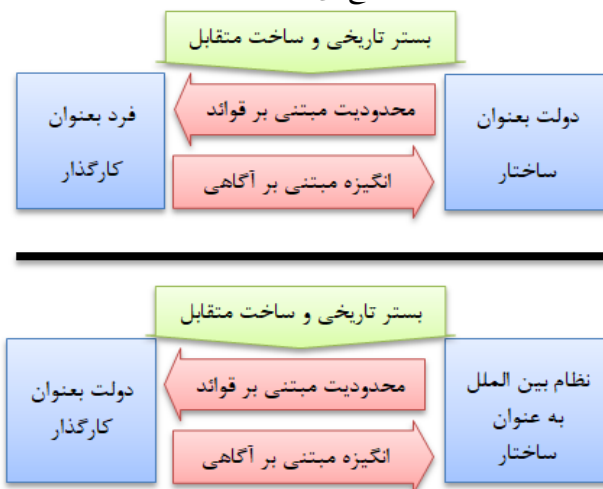 بستر تاریخی و ساخت متقابل
دولت بعنوان
ساختار
محدودیت مبتنی بر قوائد
انگیزه مبتنی بر آگاهی
فرد بعنوان
کارگذار
بستر تاریخی و ساخت متقابل
نظام بین الملل
به عنوان
ساختار
محدودیت مبتنی بر قوائد
انگیزه مبتنی بر آگاهی
دولت بعنوان
کارگذار